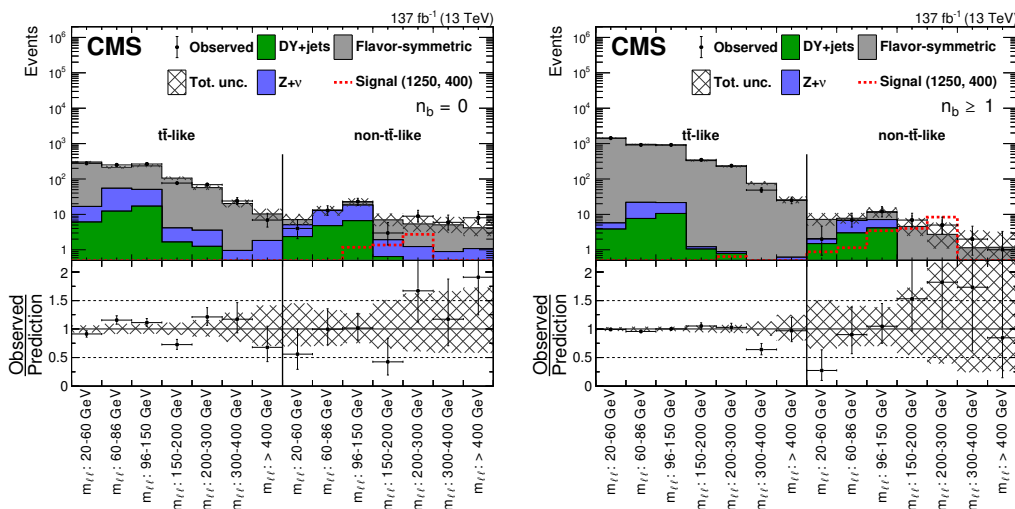 137 fb⁻¹ (13 TeV)
CMS
Observed
DY+jets
Flavor-symmetric
Tot. unc.
Z+ν
Signal (1250, 400)
n_b = 0
tt̄-like
non-tt̄-like
Events
10⁶
10⁵
10⁴
10³
10²
10
1
Observed
Prediction
2
1.5
1
0.5
0
m_ℓℓ: 20-60 GeV
m_ℓℓ: 60-86 GeV
m_ℓℓ: 96-150 GeV
m_ℓℓ: 150-200 GeV
m_ℓℓ: 200-300 GeV
m_ℓℓ: 300-400 GeV
m_ℓℓ: > 400 GeV
m_ℓℓ: 20-60 GeV
m_ℓℓ: 60-86 GeV
m_ℓℓ: 96-150 GeV
m_ℓℓ: 150-200 GeV
m_ℓℓ: 200-300 GeV
m_ℓℓ: 300-400 GeV
m_ℓℓ: > 400 GeV
137 fb⁻¹ (13 TeV)
CMS
Observed
DY+jets
Flavor-symmetric
Tot. unc.
Z+ν
Signal (1250, 400)
n_b ≥ 1
tt̄-like
non-tt̄-like
Events
10⁶
10⁵
10⁴
10³
10²
10
1
Observed
Prediction
2
1.5
1
0.5
0
m_ℓℓ: 20-60 GeV
m_ℓℓ: 60-86 GeV
m_ℓℓ: 96-150 GeV
m_ℓℓ: 150-200 GeV
m_ℓℓ: 200-300 GeV
m_ℓℓ: 300-400 GeV
m_ℓℓ: > 400 GeV
m_ℓℓ: 20-60 GeV
m_ℓℓ: 60-86 GeV
m_ℓℓ: 96-150 GeV
m_ℓℓ: 150-200 GeV
m_ℓℓ: 200-300 GeV
m_ℓℓ: 300-400 GeV
m_ℓℓ: > 400 GeV